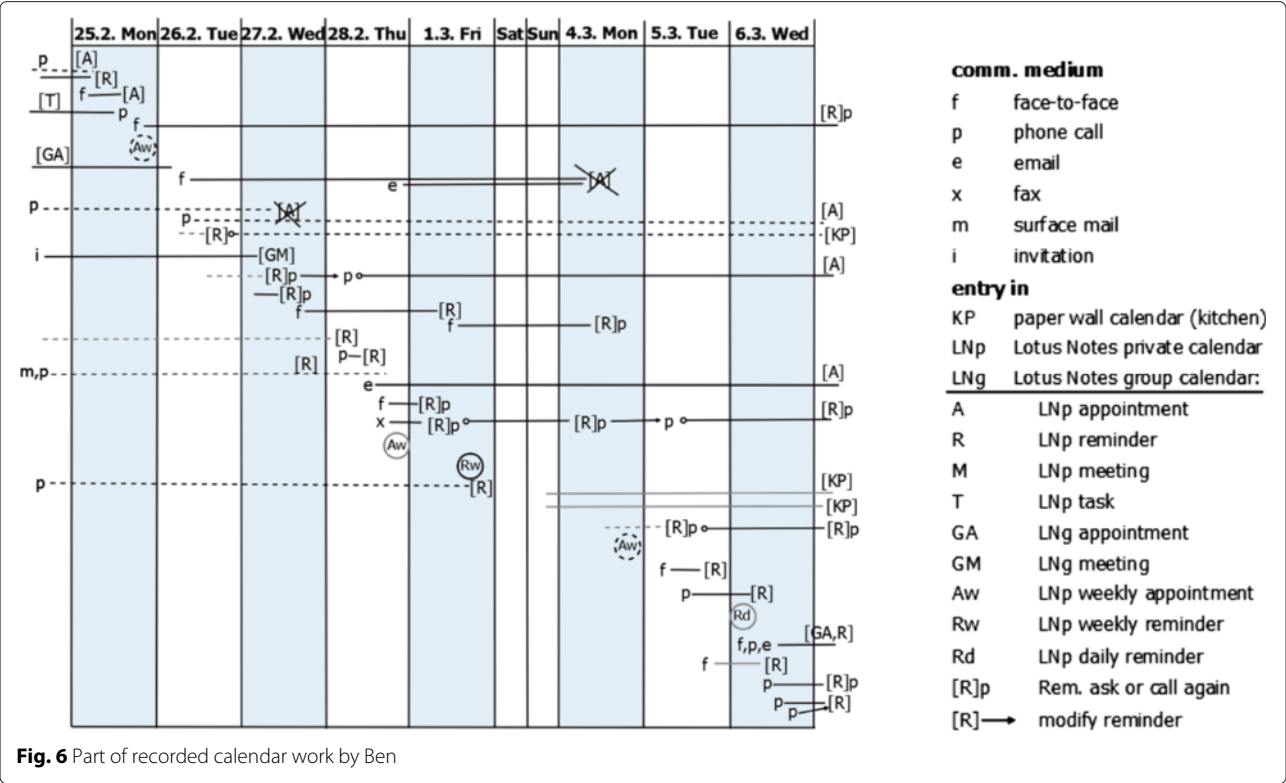 25.2. Mon 26.2. Tue 27.2. Wed 28.2. Thu 1.3. Fri Sat Sun 4.3. Mon 5.3. Tue 6.3. Wed
p [A]
[R]
f [A]
[T] p
f [R]p
Aw
[GA]
f [A]
e
p [A]
p [A]
[R] [KP]
i [GM]
[R]p p [A]
[R]p
f [R]
f [R]p
[R]
p [R]
[R]
m,p
e [A]
f [R]p
x [R]p [R]p p [R]p
Aw
Rw
p [R]
[KP]
[KP]
[R]p [R]p
Aw
f [R]
p [R]
Rd
f,p,e [GA,R]
f [R]
p [R]p
p [R]
p
comm. medium
f face-to-face
p phone call
e email
x fax
m surface mail
i invitation
entry in
KP paper wall calendar (kitchen)
LNp Lotus Notes private calendar
LNg Lotus Notes group calendar:
A LNp appointment
R LNp reminder
M LNp meeting
T LNp task
GA LNg appointment
GM LNg meeting
Aw LNp weekly appointment
Rw LNp weekly reminder
Rd LNp daily reminder
[R]p Rem. ask or call again
[R] modify reminder
Fig. 6 Part of recorded calendar work by Ben